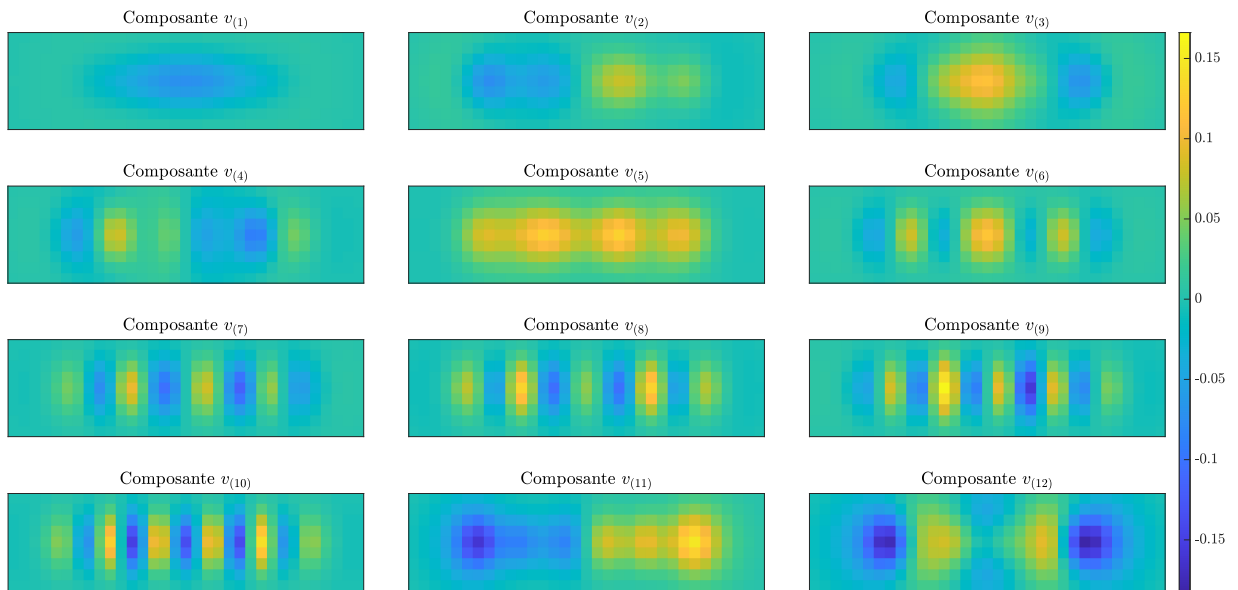 Composante v(1) Composante v(2) Composante v(3)
0.15
0.1
Composante v(4) Composante v(5) Composante v(6)
0.05
0
Composante v(7) Composante v(8) Composante v(9)
-0.05
-0.1
Composante v(10) Composante v(11) Composante v(12)
-0.15